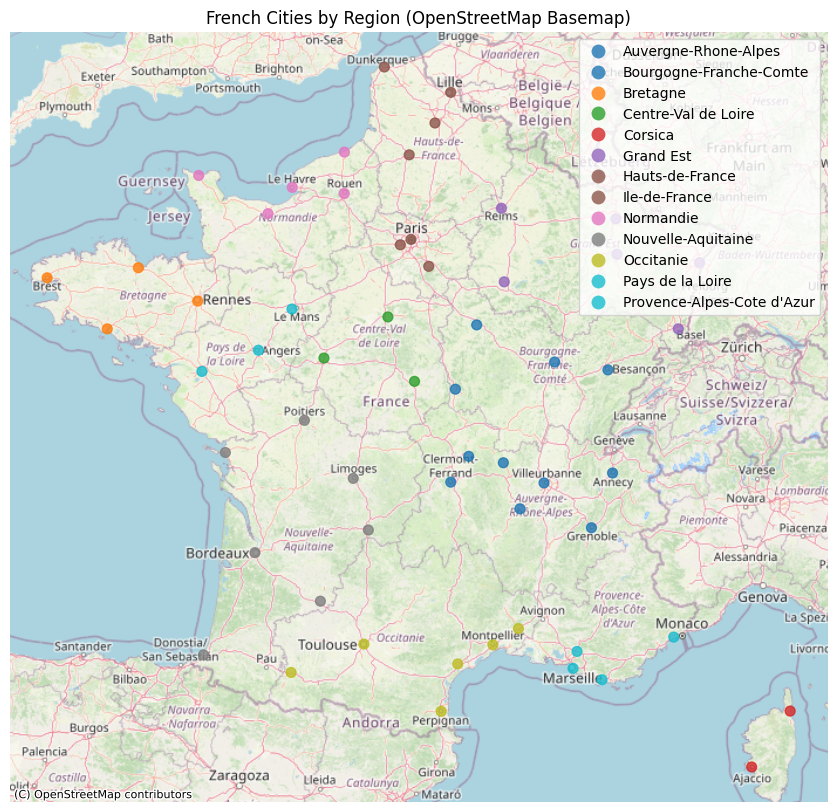 French Cities by Region (OpenStreetMap Basemap)
Auvergne-Rhone-Alpes
Bourgogne-Franche-Comte
Bretagne
Centre-Val de Loire
Corsica
Grand Est
Hauts-de-France
Ile-de-France
Normandie
Nouvelle-Aquitaine
Occitanie
Pays de la Loire
Provence-Alpes-Cote d'Azur
Bath
on-Sea
Brugge
Exeter
Southampton
Brighton
Portsmouth
Plymouth
Dunkerque
Vlaanderen
België /
Belgique /
Belgien
Lille
Mons
Hauts-de-
France
Frankfurt am
Main
Mannheim
Guernsey
Jersey
Le Havre
Rouen
Normandie
Reims
Paris
Baden-Württemberg
Brest
Bretagne
Rennes
Le Mans
Pays de
la Loire
Angers
Centre-Val
de Loire
Bourgogne-
Franche-
Comté
Besançon
Basel
Zürich
Schweiz/
Suisse/Svizzera/
Svizra
Lausanne
Genève
France
Poitiers
Limoges
Clermont-
Ferrand
Villeurbanne
Annecy
Auvergne-
Rhône-Alpes
Grenoble
Varese
Lombardia
Novara
Piemonte
Piacenza
Alessandria
Genova
La Spezi
Livorno
Nouvelle-
Aquitaine
Bordeaux
Provence-
Alpes-Côte
d'Azur
Avignon
Monaco
Montpellier
Marseille
Occitanie
Toulouse
Pau
Santander
Donostia/
San Sebastián
Bilbao
Burgos
Navarra -
Nafarroa
Andorra
Perpignan
Palencia
Castilla
Zaragoza
Lleida
Catalunya
Girona
Mataró
Ajaccio
(C) OpenStreetMap contributors